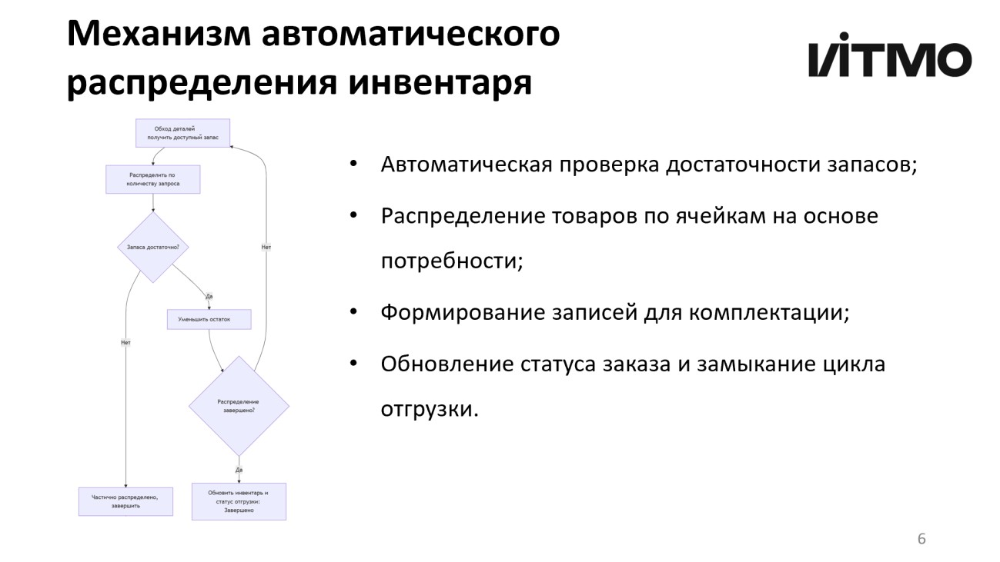 Механизм автоматического
распределения инвентаря
ИТМО
Обход деталей
получить доступный запас
Распределить по
количеству запроса
Запаса достаточно?
Нет
Да
Уменьшить остаток
Нет
Распределение
завершено?
Да
Частично распределено,
завершить
Обновить инвентарь и
статус отгрузки:
Завершено
• Автоматическая проверка достаточности запасов;
• Распределение товаров по ячейкам на основе
потребности;
• Формирование записей для комплектации;
• Обновление статуса заказа и замыкание цикла
отгрузки.
6